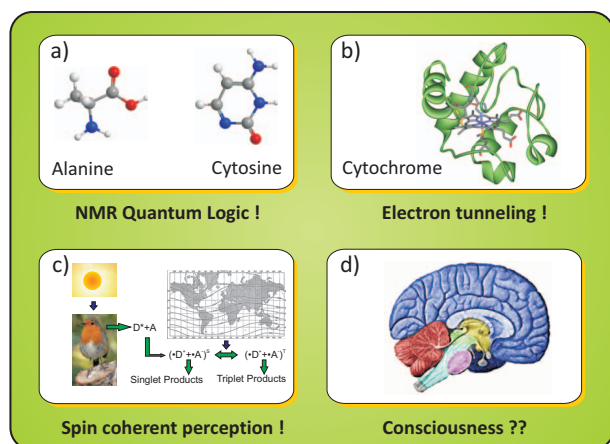 a)
Alanine Cytosine
NMR Quantum Logic !
b)
Cytochrome
Electron tunneling !
c)
D*+A
(•D⁺+•A⁻)ˢ (•D⁺+•A⁻)ᵀ
Singlet Products Triplet Products
Spin coherent perception !
d)
Consciousness ??